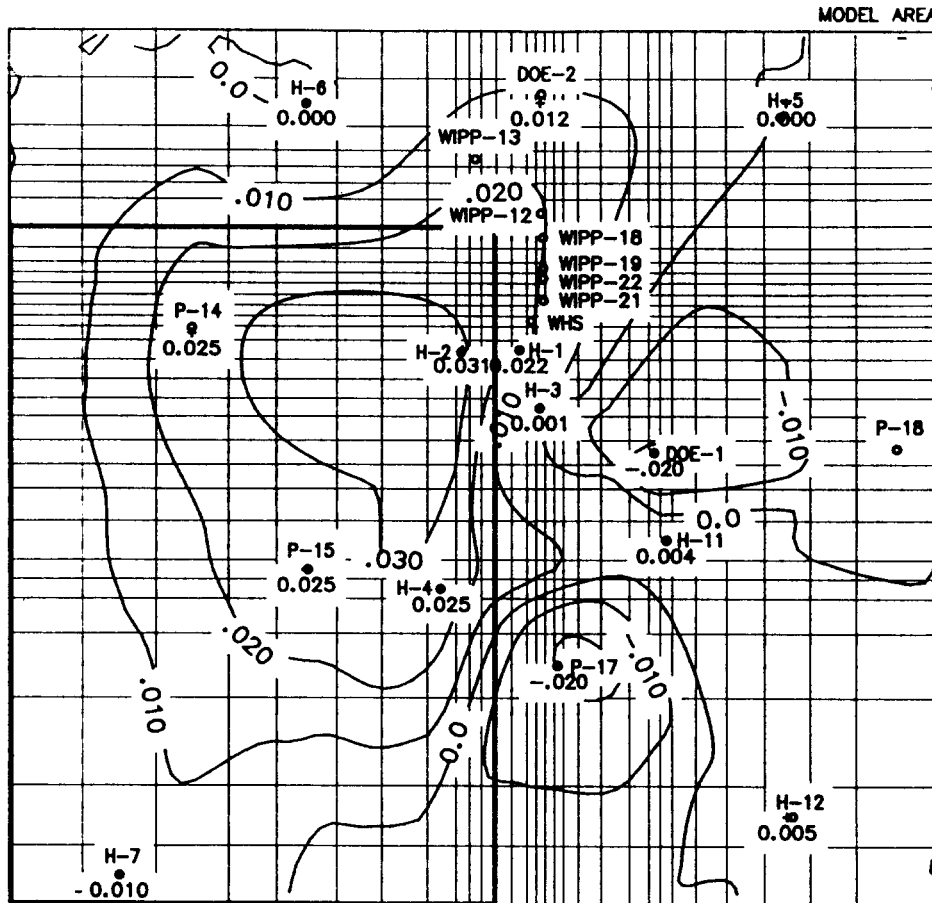 MODEL AREA
DOE-2
0.012
H-6
0.000
0.0
H-5
0.000
WIPP-13
.010
.020
WIPP-12
WIPP-18
WIPP-19
WIPP-22
WIPP-21
WHS
P-14
0.025
H-2
0.031
H-1
0.022
H-3
0.001
.010
-.010
P-18
DOE-1
-.020
0.0
H-11
0.004
.030
P-15
0.025
H-4
0.025
.020
P-17
-.020
-.010
.010
0.0
H-12
0.005
H-7
-0.010